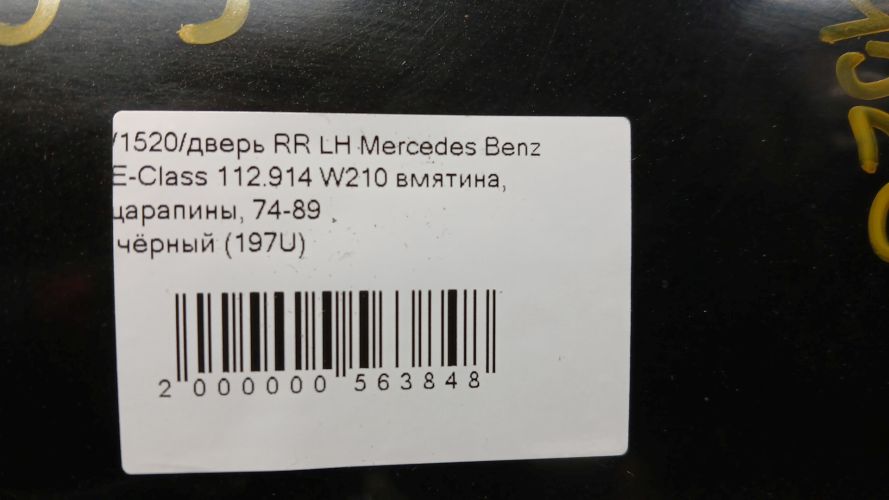 /1520/дверь RR LH Mercedes Benz
E-Class 112.914 W210 вмятина,
царапины, 74-89
чёрный (197U)
2 000000 563848